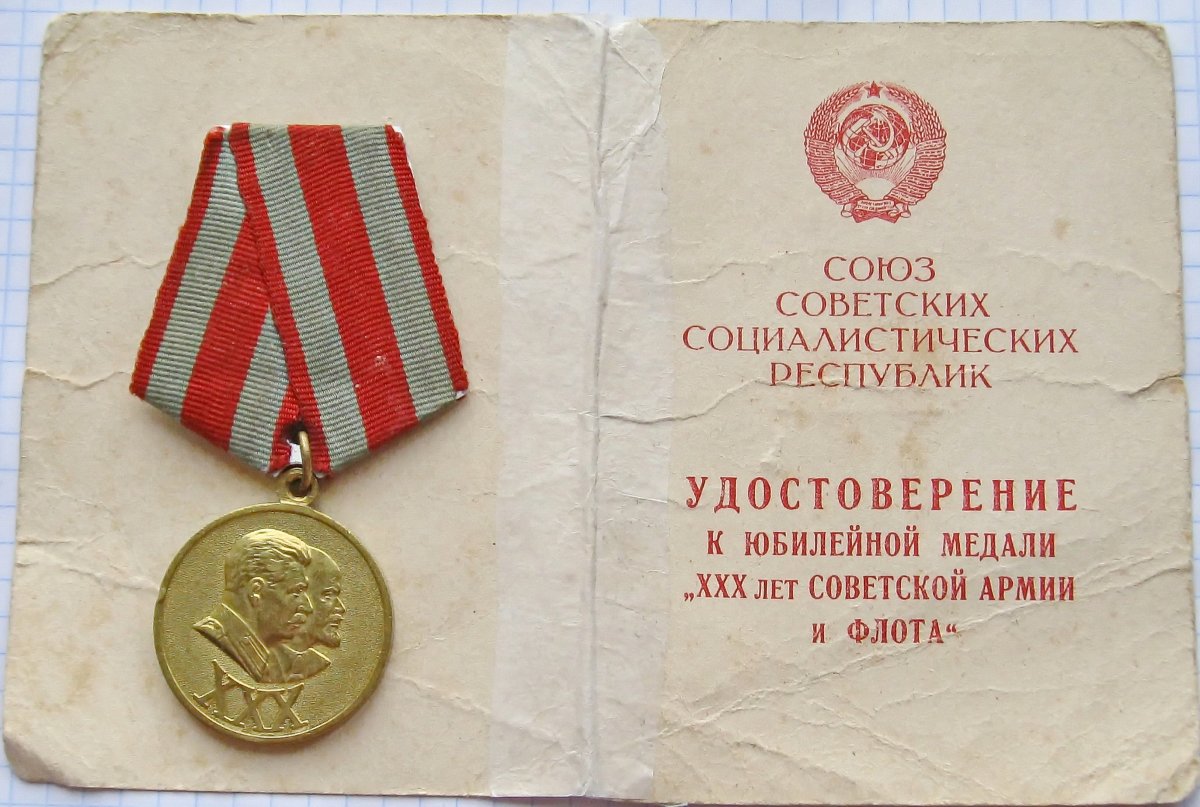 XXX
СОЮЗ
СОВЕТСКИХ
СОЦИАЛИСТИЧЕСКИХ
РЕСПУБЛИК
УДОСТОВЕРЕНИЕ
К ЮБИЛЕЙНОЙ МЕДАЛИ
„XXX ЛЕТ СОВЕТСКОЙ АРМИИ
И ФЛОТА“